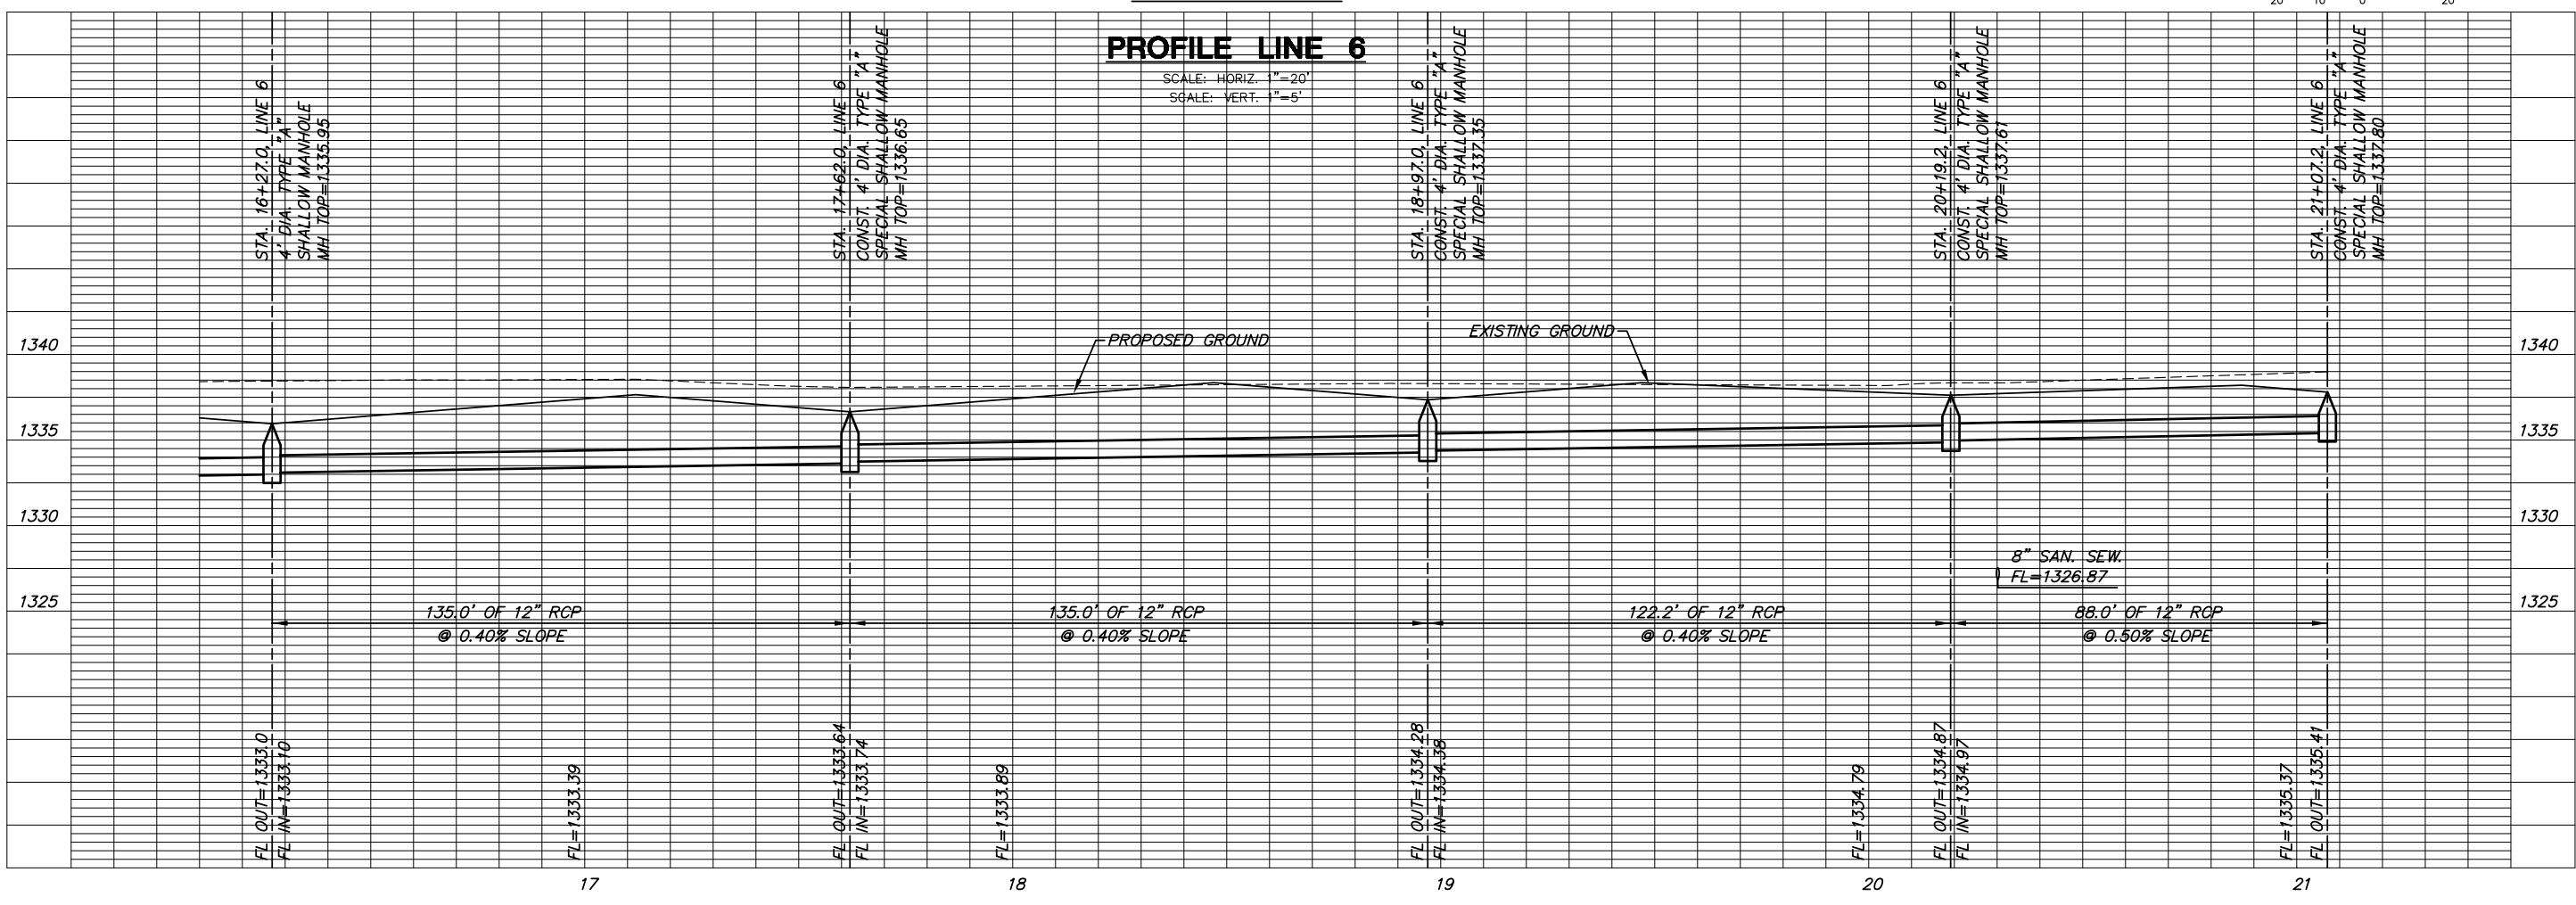 20 10 0 20
PROFILE LINE 6
SCALE: HORIZ. 1"=20'
SCALE: VERT. 1"=5'
STA. 16+27.0, LINE 6
4' DIA. TYPE "A"
SHALLOW MANHOLE
MH TOP=1335.95
STA. 17+62.0, LINE 6
CONST. 4' DIA. TYPE "A"
SPECIAL SHALLOW MANHOLE
MH TOP=1336.65
STA. 18+97.0, LINE 6
CONST. 4' DIA. TYPE "A"
SPECIAL SHALLOW MANHOLE
MH TOP=1337.35
STA. 20+19.2, LINE 6
CONST. 4' DIA. TYPE "A"
SPECIAL SHALLOW MANHOLE
MH TOP=1337.61
STA. 21+07.2, LINE 6
CONST. 4' DIA. TYPE "A"
SPECIAL SHALLOW MANHOLE
MH TOP=1337.80
EXISTING GROUND
PROPOSED GROUND
1340
1340
1335
1335
1330
1330
8" SAN. SEW.
FL=1326.87
1325
1325
135.0' OF 12" RCP
@ 0.40% SLOPE
135.0' OF 12" RCP
@ 0.40% SLOPE
122.2' OF 12" RCP
@ 0.40% SLOPE
88.0' OF 12" RCP
@ 0.50% SLOPE
FL OUT=1333.0
FL IN=1333.10
FL=1333.39
FL OUT=1333.64
FL IN=1333.74
FL=1333.89
FL OUT=1334.28
FL IN=1334.38
FL=1334.79
FL OUT=1334.87
FL IN=1334.97
FL=1335.37
FL OUT=1335.41
17 18 19 20 21